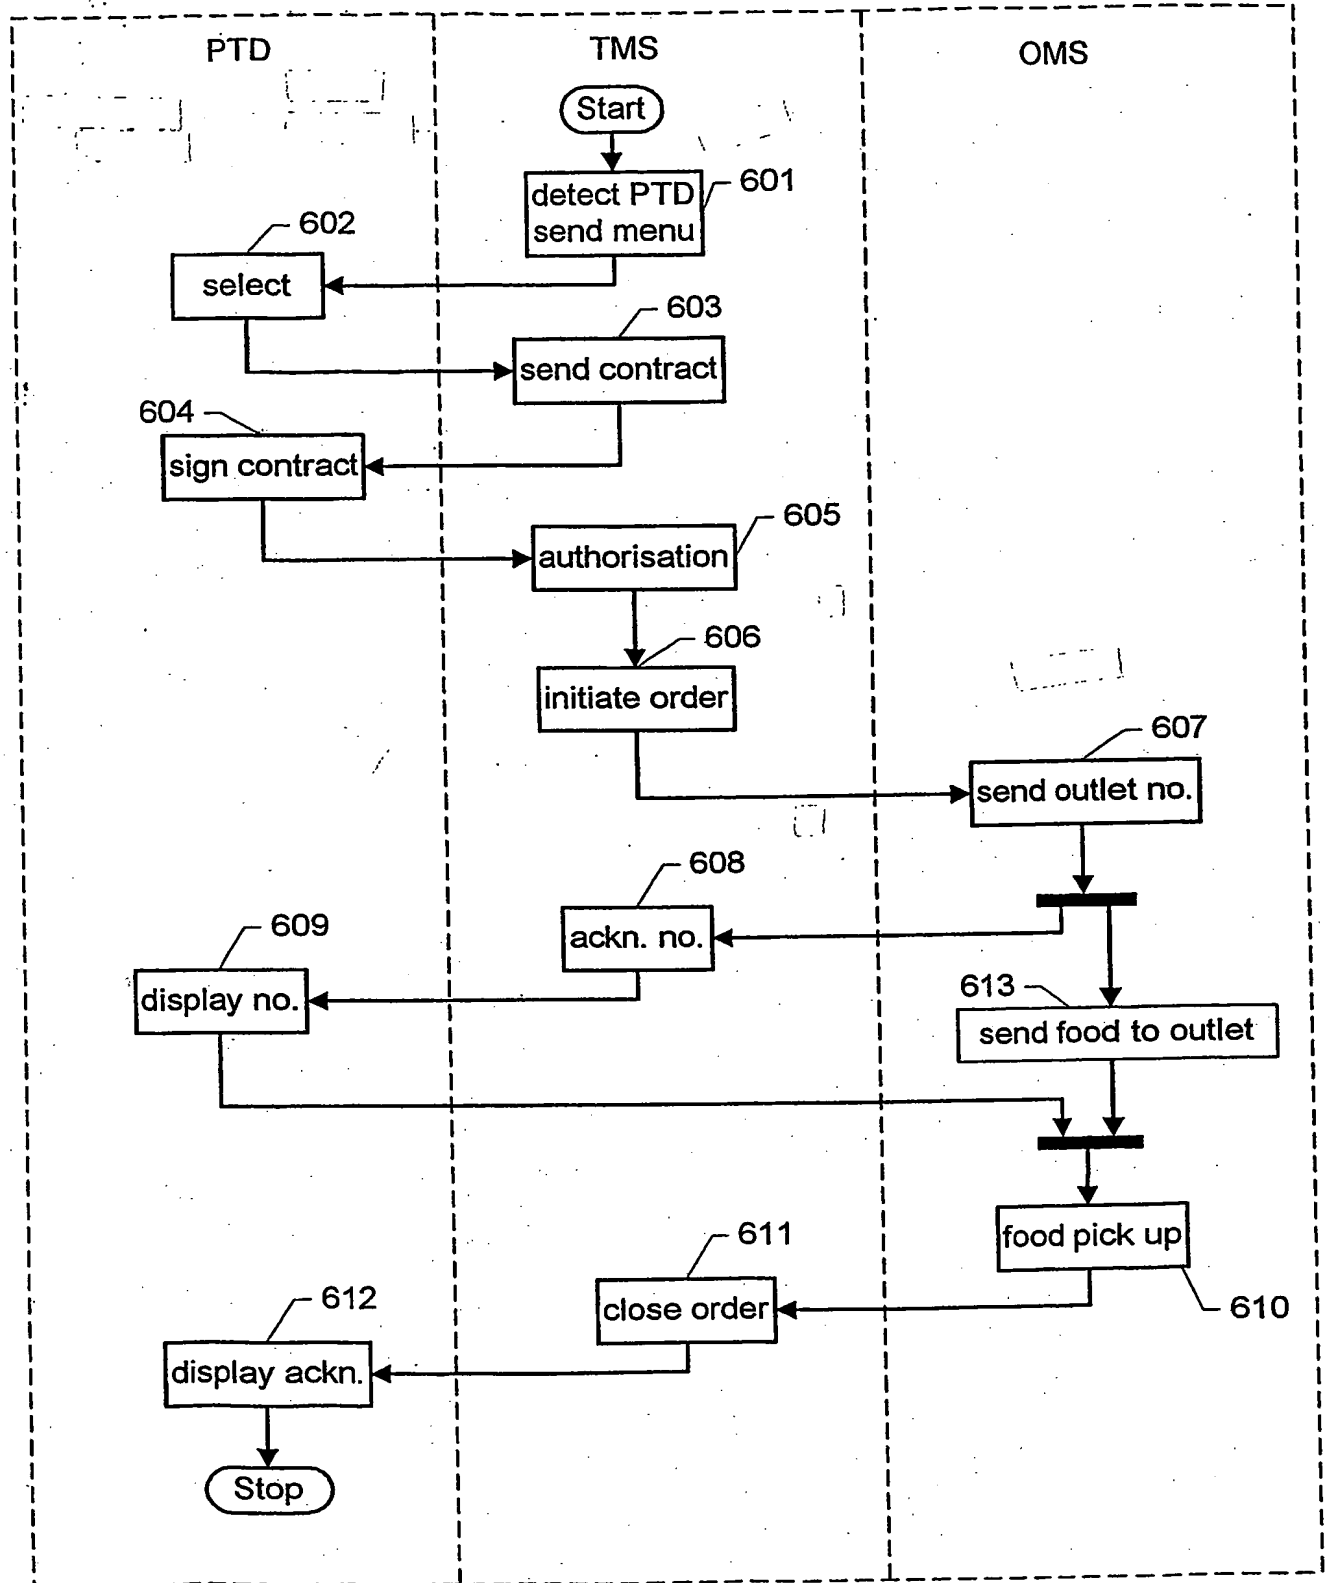 PTD
TMS
OMS
Start
detect PTD
send menu
601
602
select
603
send contract
604
sign contract
605
authorisation
606
initiate order
607
send outlet no.
608
ackn. no.
609
display no.
613
send food to outlet
food pick up
610
611
close order
612
display ackn.
Stop